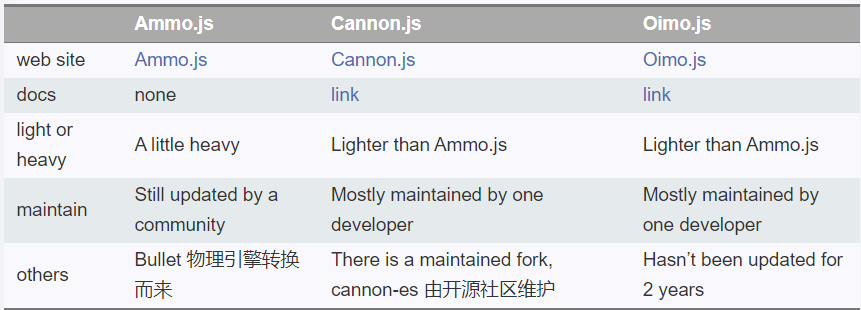 Ammo.js Cannon.js Oimo.js
web site Ammo.js Cannon.js Oimo.js
docs none link link
light or
heavy
A little heavy Lighter than Ammo.js Lighter than Ammo.js
maintain
Still updated by a
community
Mostly maintained by one
developer
Mostly maintained by
one developer
others
Bullet 物理引擎转换
而来
There is a maintained fork,
cannon-es 由开源社区维护
Hasn’t been updated for
2 years